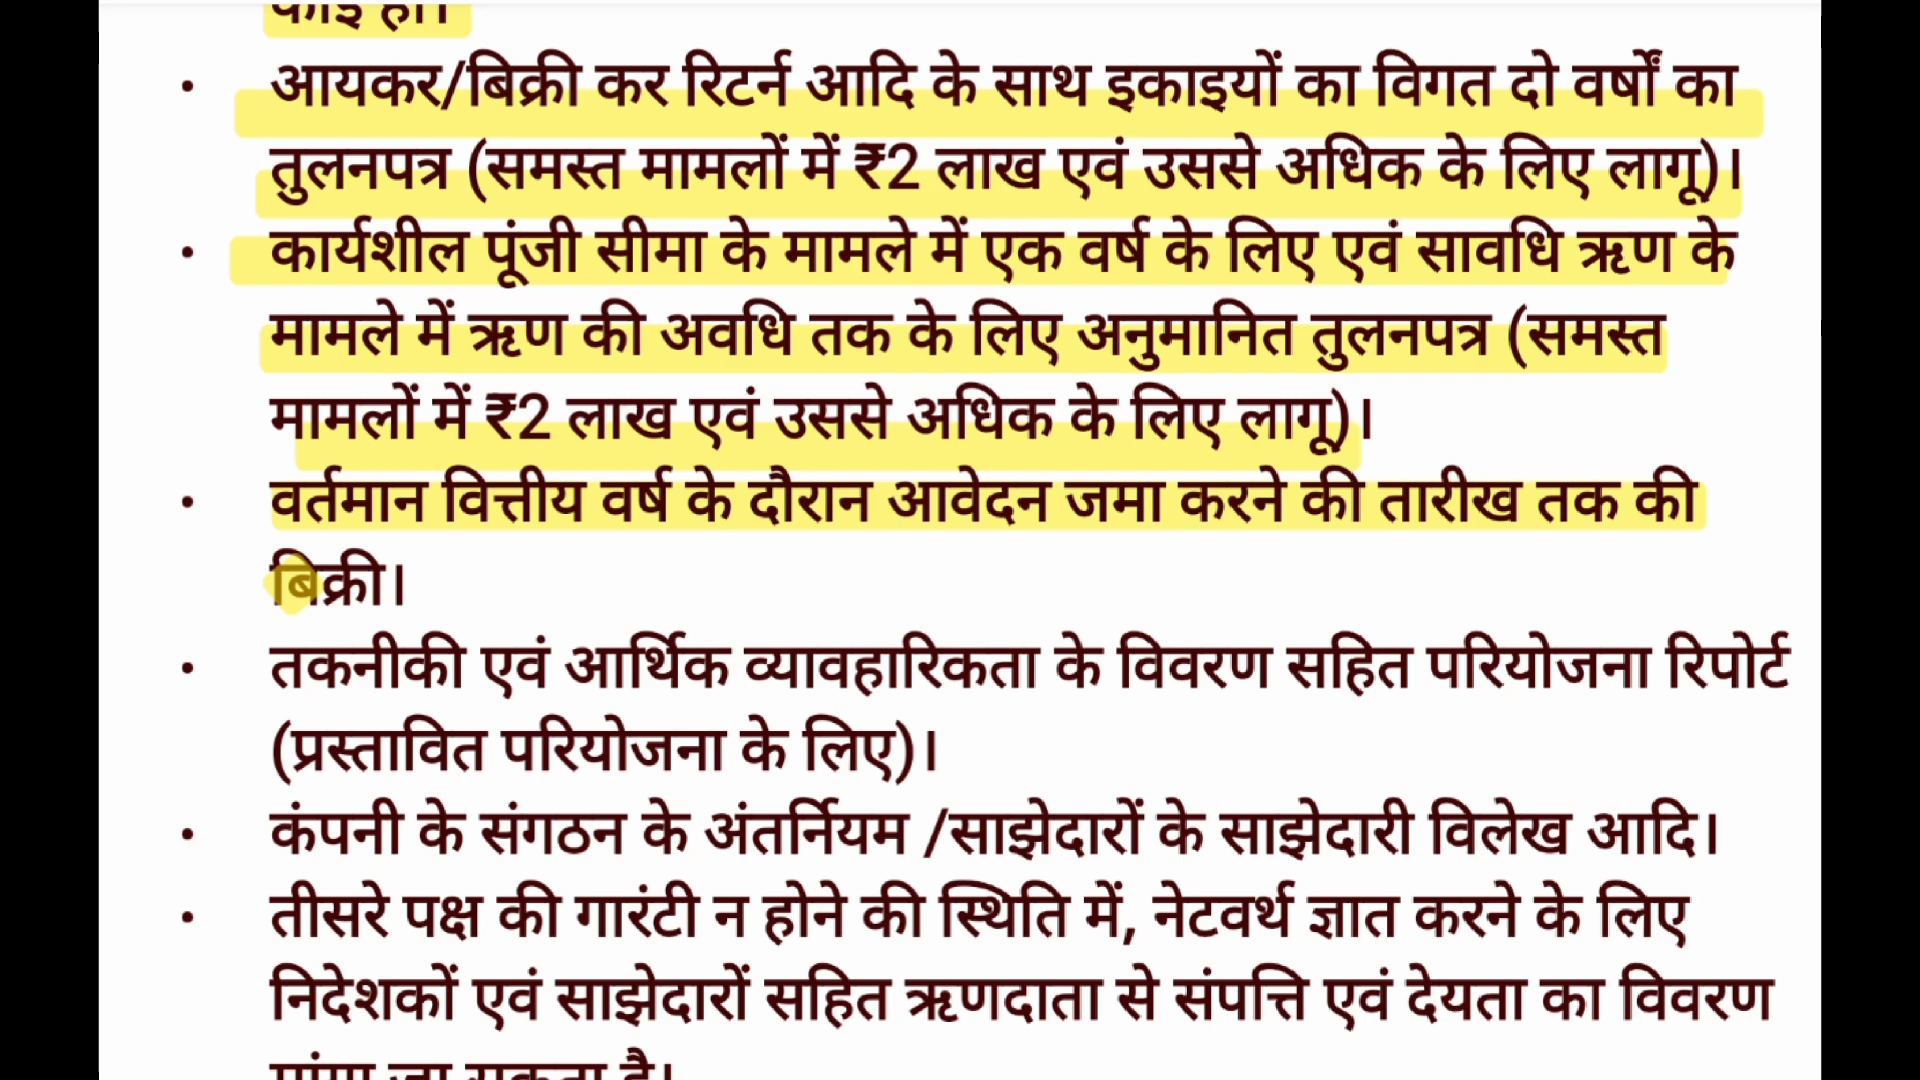 • आयकर/बिक्री कर रिटर्न आदि के साथ इकाइयों का विगत दो वर्षों का
तुलनपत्र (समस्त मामलों में ₹2 लाख एवं उससे अधिक के लिए लागू)।
• कार्यशील पूंजी सीमा के मामले में एक वर्ष के लिए एवं सावधि ऋण के
मामले में ऋण की अवधि तक के लिए अनुमानित तुलनपत्र (समस्त
मामलों में ₹2 लाख एवं उससे अधिक के लिए लागू)।
• वर्तमान वित्तीय वर्ष के दौरान आवेदन जमा करने की तारीख तक की
बिक्री।
• तकनीकी एवं आर्थिक व्यावहारिकता के विवरण सहित परियोजना रिपोर्ट
(प्रस्तावित परियोजना के लिए)।
• कंपनी के संगठन के अंतर्नियम /साझेदारों के साझेदारी विलेख आदि।
• तीसरे पक्ष की गारंटी न होने की स्थिति में, नेटवर्थ ज्ञात करने के लिए
निदेशकों एवं साझेदारों सहित ऋणदाता से संपत्ति एवं देयता का विवरण